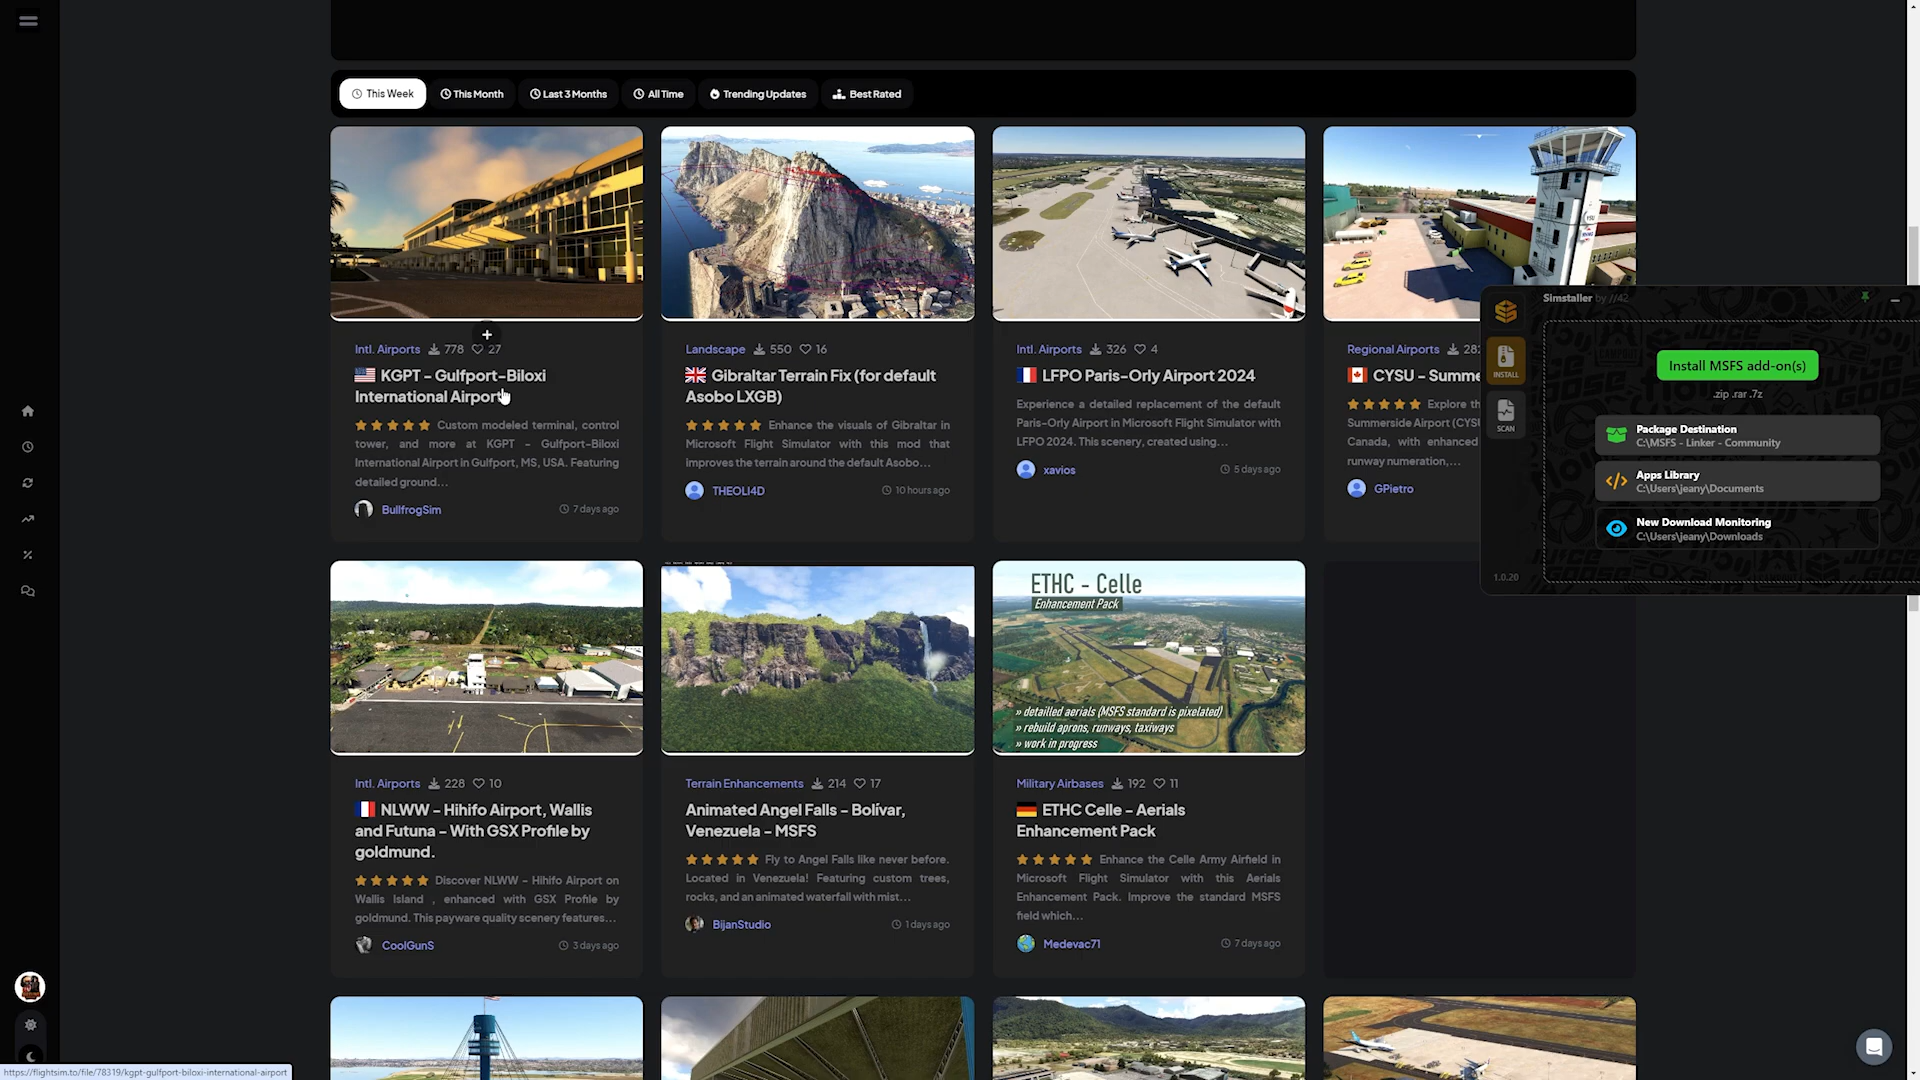 This Week
This Month
Last 3 Months
All Time
Trending Updates
Best Rated
Intl. Airports 778 27
KGPT - Gulfport-Biloxi
International Airport
Custom modeled terminal, control
tower, and more at KGPT - Gulfport-Biloxi
International Airport in Gulfport, MS, USA. Featuring
detailed ground...
BullfrogSim
7 days ago
Landscape 550 16
Gibraltar Terrain Fix (for default
Asobo LXGB)
Enhance the visuals of Gibraltar in
Microsoft Flight Simulator with this mod that
improves the terrain around the default Asobo...
THEOLI4D
10 hours ago
Intl. Airports 326 4
LFPO Paris-Orly Airport 2024
Experience a detailed replacement of the default
Paris-Orly Airport in Microsoft Flight Simulator with
LFPO 2024. This scenery, created using...
xavios
5 days ago
Regional Airports 282
CYSU - Summe
Explore th
Summerside Airport (CYS
Canada, with enhanced
runway numeration,...
GPietro
Simstaller by //42
INSTALL
SCAN
1.0.20
Install MSFS add-on(s)
.zip .rar .7z
Package Destination
C:\MSFS - Linker - Community
Apps Library
C:\Users\jeany\Documents
New Download Monitoring
C:\Users\jeany\Downloads
ETHC - Celle
Enhancement Pack
» detailled aerials (MSFS standard is pixelated)
» rebuild aprons, runways, taxiways
» work in progress
Intl. Airports 228 10
NLWW - Hihifo Airport, Wallis
and Futuna - With GSX Profile by
goldmund.
Discover NLWW - Hihifo Airport on
Wallis Island , enhanced with GSX Profile by
goldmund. This payware quality scenery features...
CoolGunS
3 days ago
Terrain Enhancements 214 17
Animated Angel Falls - Bolívar,
Venezuela - MSFS
Fly to Angel Falls like never before.
Located in Venezuela! Featuring custom trees,
rocks, and an animated waterfall with mist...
BijanStudio
1 days ago
Military Airbases 192 11
ETHC Celle - Aerials
Enhancement Pack
Enhance the Celle Army Airfield in
Microsoft Flight Simulator with this Aerials
Enhancement Pack. Improve the standard MSFS
field which...
Medevac71
7 days ago
https://flightsim.to/file/78319/kgpt-gulfport-biloxi-international-airport